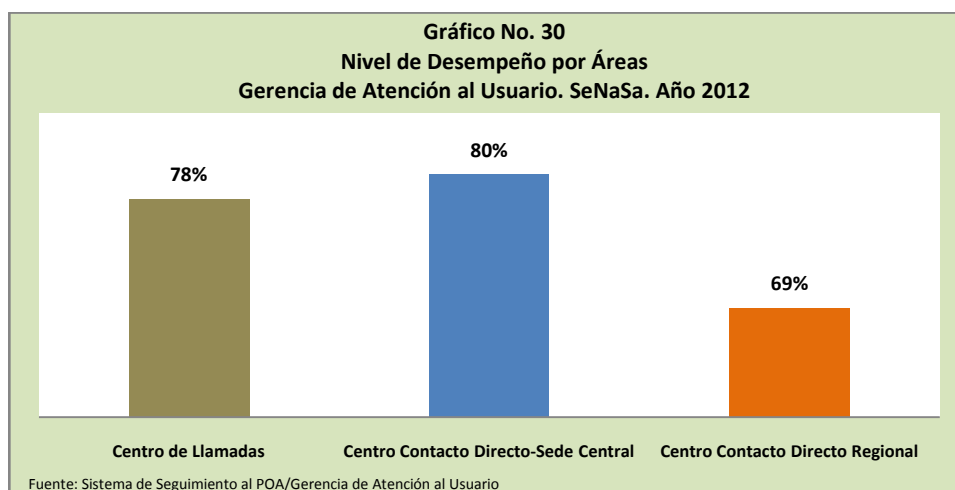 Gráfico No. 30
Nivel de Desempeño por Áreas
Gerencia de Atención al Usuario. SeNaSa. Año 2012
78%
80%
69%
Centro de Llamadas
Centro Contacto Directo-Sede Central
Centro Contacto Directo Regional
Fuente: Sistema de Seguimiento al POA/Gerencia de Atención al Usuario